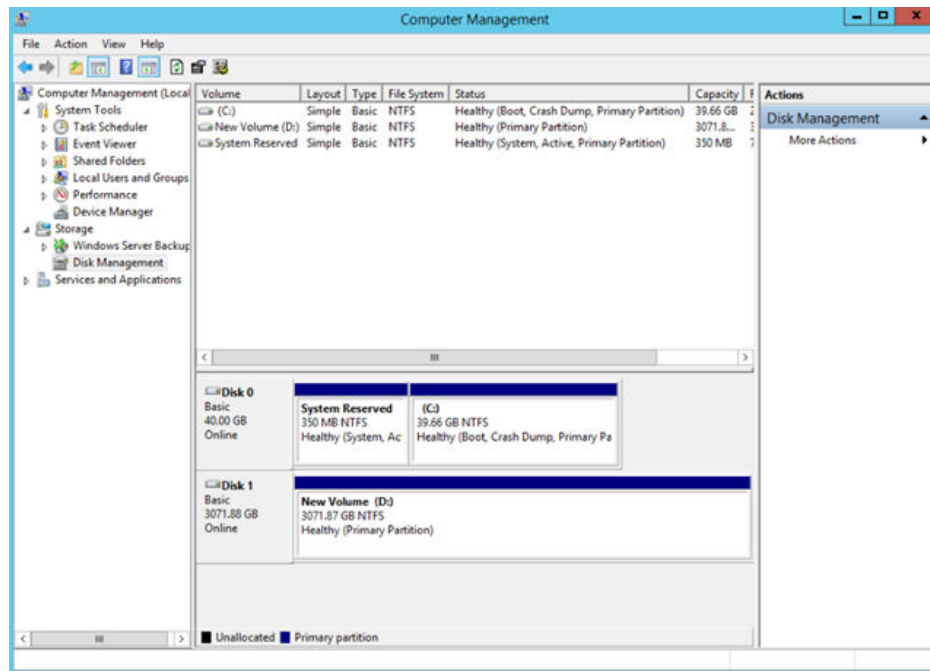 Computer Management
File Action View Help
Computer Management (Local
System Tools
Task Scheduler
Event Viewer
Shared Folders
Local Users and Groups
Performance
Device Manager
Storage
Windows Server Backup
Disk Management
Services and Applications
Volume Layout Type File System Status Capacity F
(C:) Simple Basic NTFS Healthy (Boot, Crash Dump, Primary Partition) 39.66 GB
New Volume (D:) Simple Basic NTFS Healthy (Primary Partition) 3071.8...
System Reserved Simple Basic NTFS Healthy (System, Active, Primary Partition) 350 MB
Disk 0
Basic
40.00 GB
Online
System Reserved
350 MB NTFS
Healthy (System, Ac
(C:)
39.66 GB NTFS
Healthy (Boot, Crash Dump, Primary Pa
Disk 1
Basic
3071.88 GB
Online
New Volume (D:)
3071.87 GB NTFS
Healthy (Primary Partition)
Unallocated Primary partition
Actions
Disk Management
More Actions